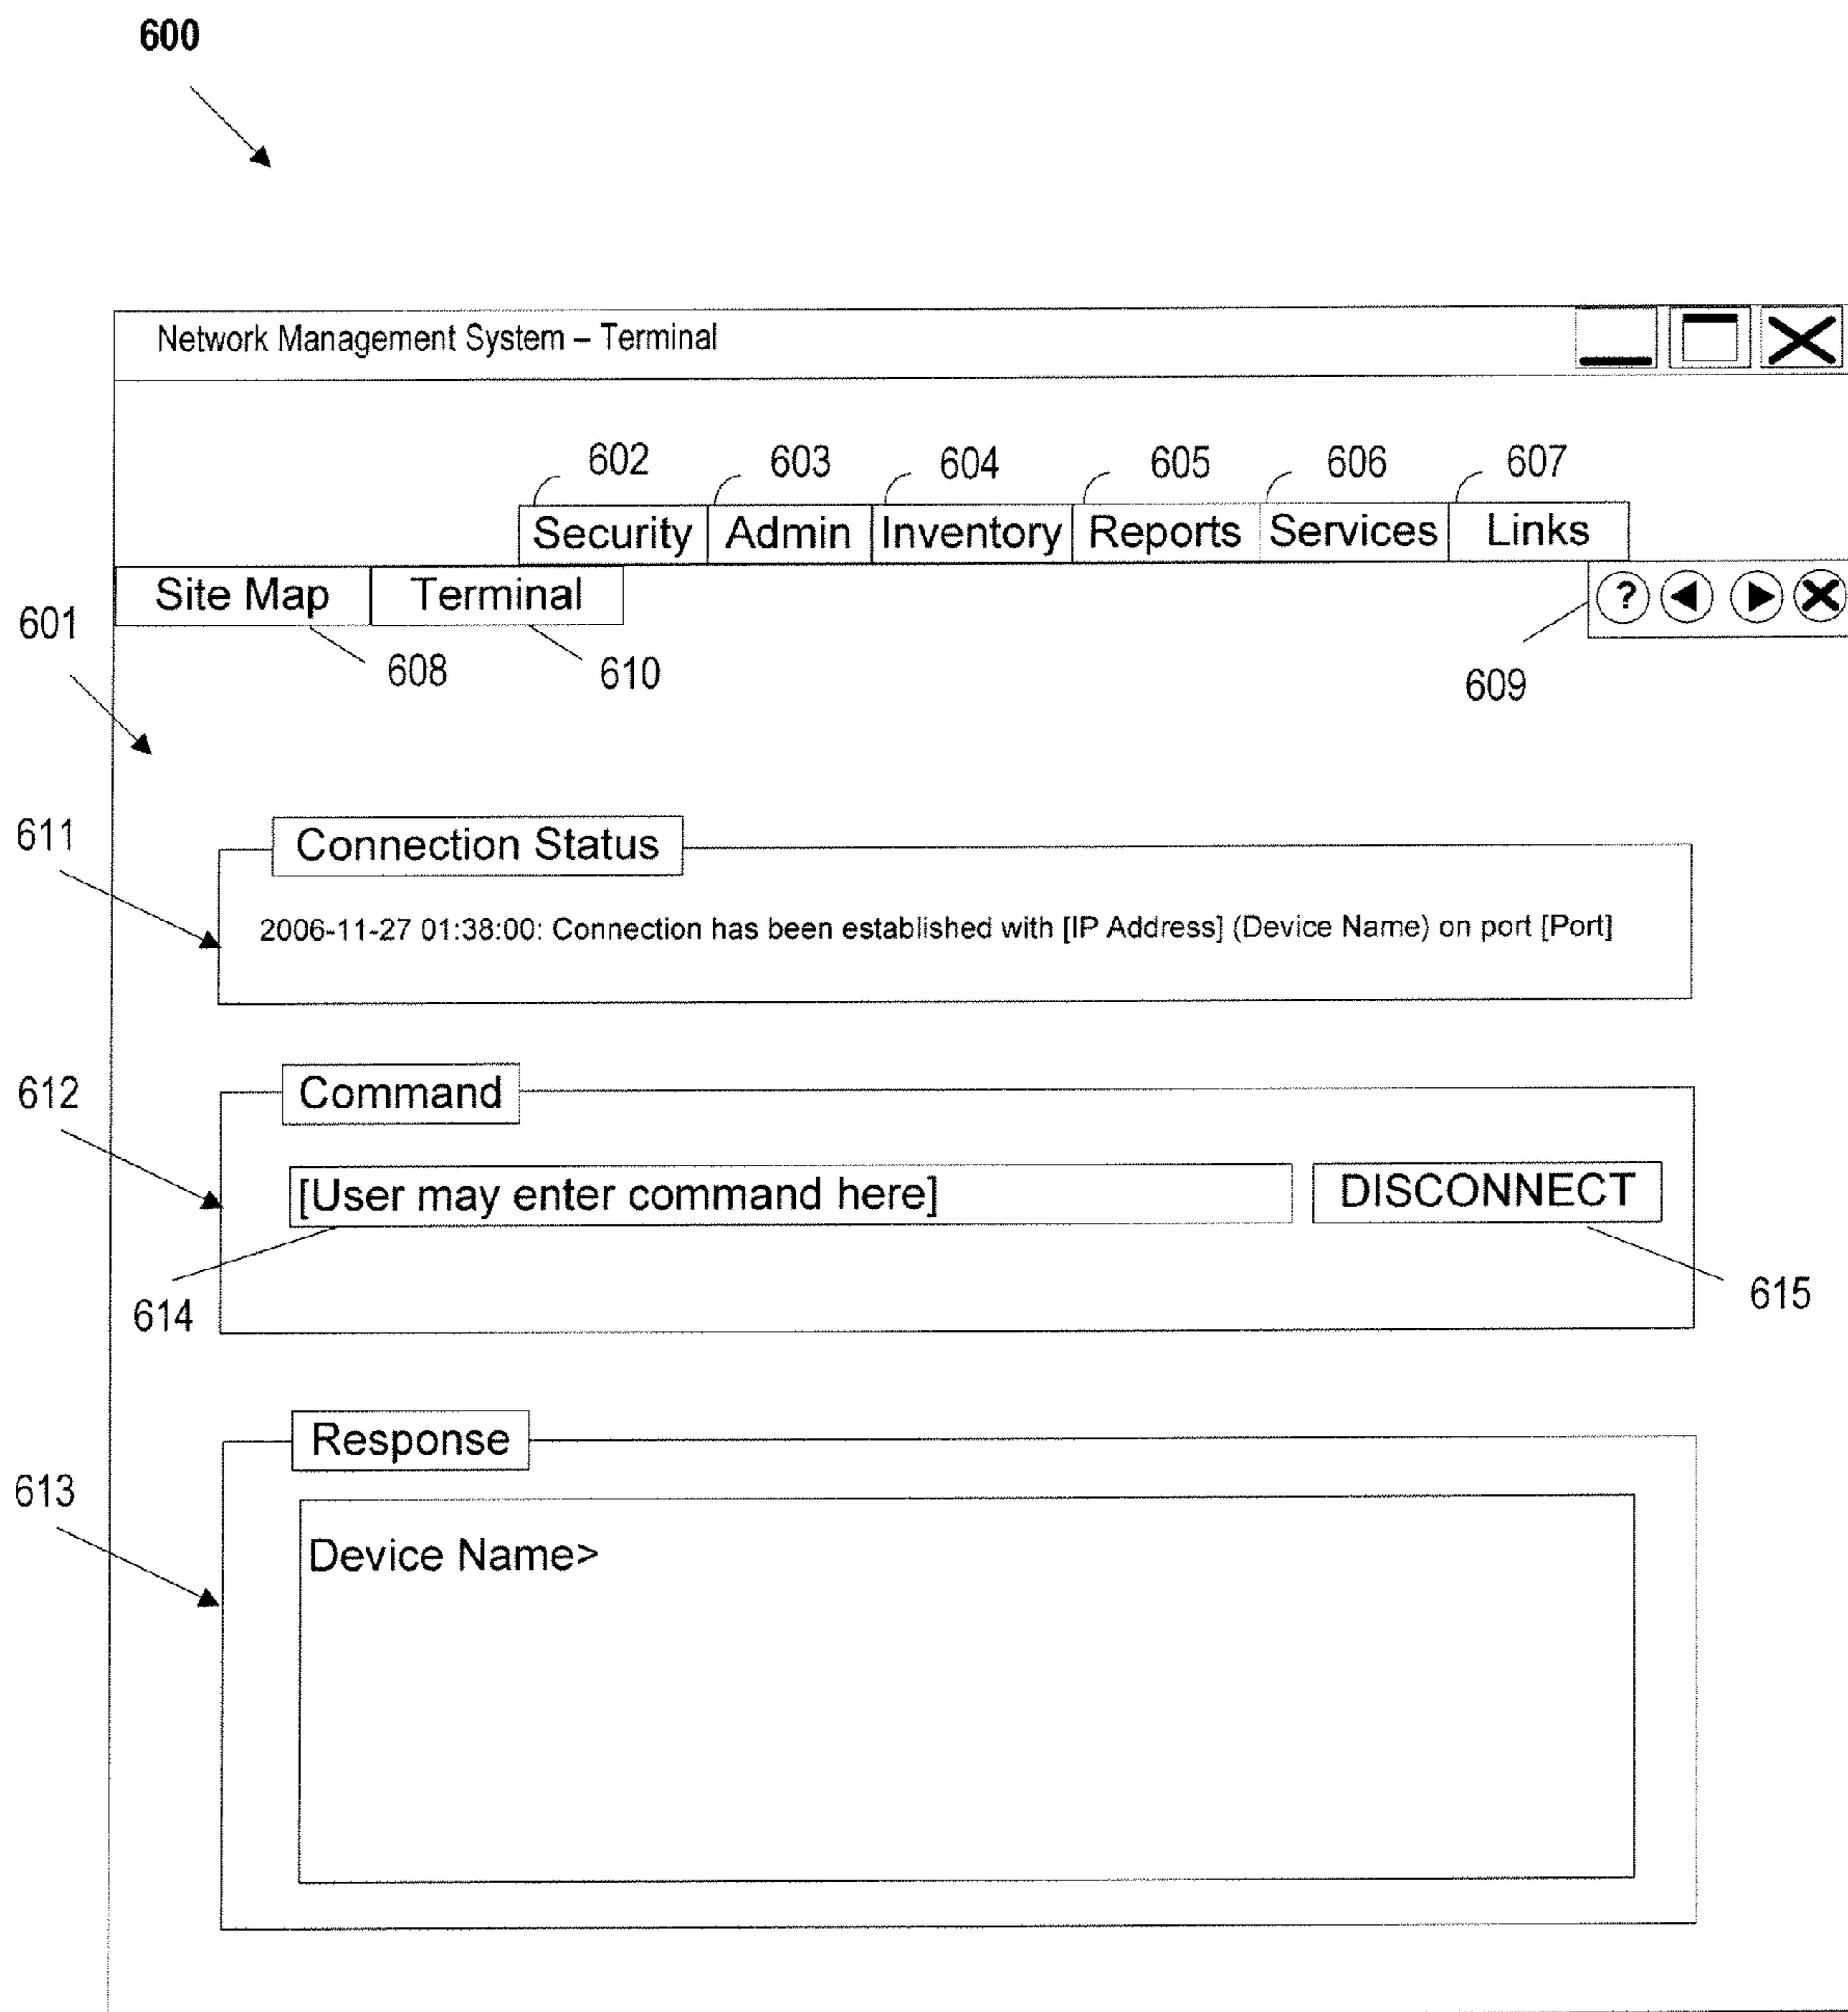 600
Network Management System – Terminal
602 603 604 605 606 607
Security Admin Inventory Reports Services Links
Site Map Terminal ?
601
608 610 609
611
Connection Status
2006-11-27 01:38:00: Connection has been established with [IP Address] (Device Name) on port [Port]
612
Command
[User may enter command here] DISCONNECT
614 615
Response
613
Device Name>